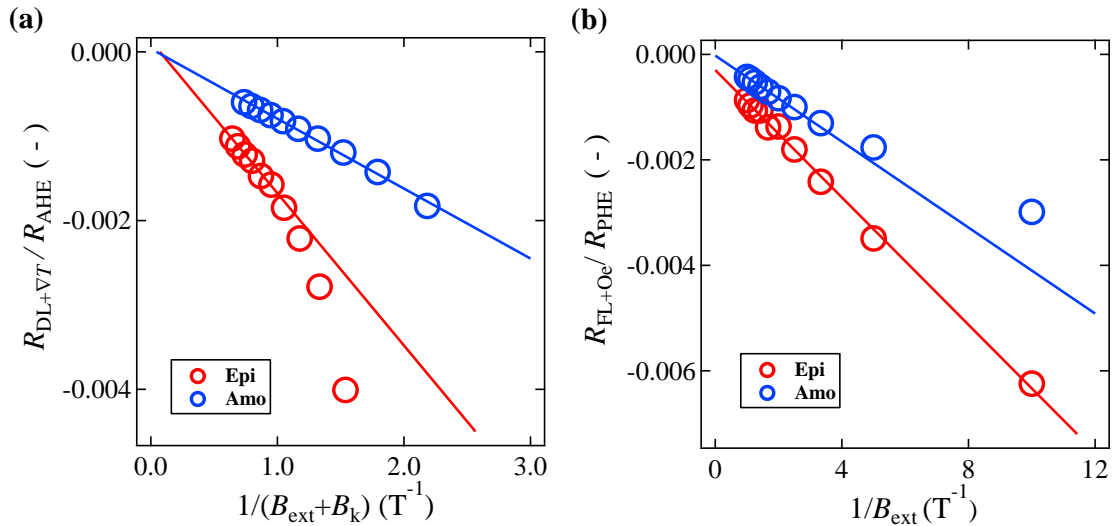 (a)
0.000
-0.002
-0.004
R_DL+∇T / R_AHE ( - )
Epi
Amo
0.0 1.0 2.0 3.0
1/(B_ext+B_k) (T^-1)
(b)
0.000
-0.002
-0.004
-0.006
R_FL+Oe/ R_PHE ( - )
Epi
Amo
0 4 8 12
1/B_ext (T^-1)